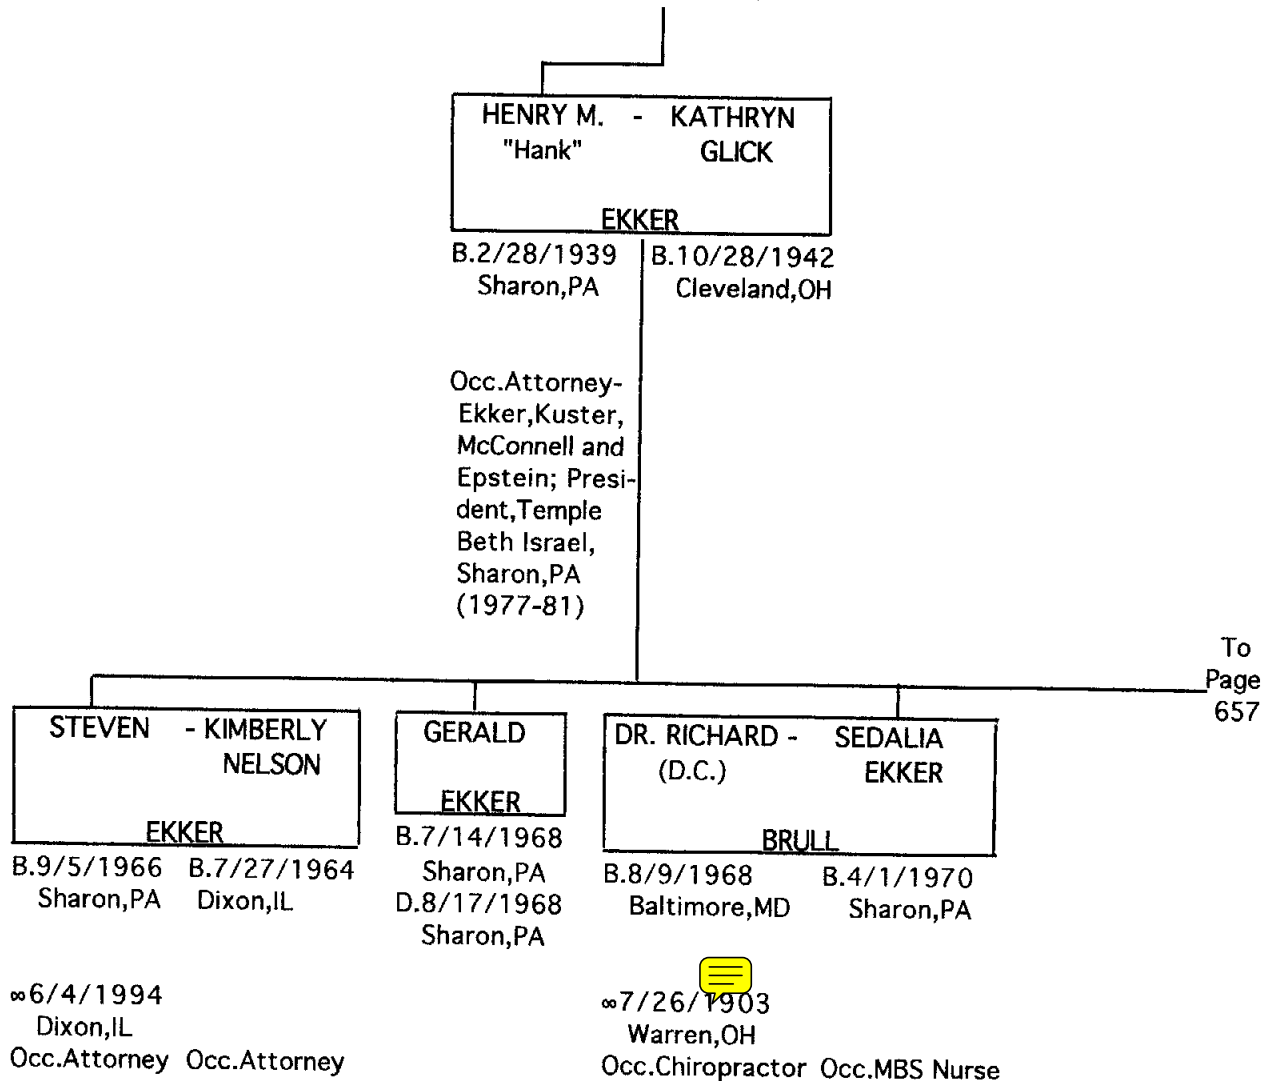 HENRY M. - KATHRYN
"Hank" GLICK
EKKER
B.2/28/1939 B.10/28/1942
Sharon,PA Cleveland,OH
Occ.Attorney-
Ekker,Kuster,
McConnell and
Epstein; Presi-
dent,Temple
Beth Israel,
Sharon,PA
(1977-81)
To
Page
657
STEVEN - KIMBERLY
NELSON
EKKER
B.9/5/1966 B.7/27/1964
Sharon,PA Dixon,IL
∞6/4/1994
Dixon,IL
Occ.Attorney Occ.Attorney
GERALD
EKKER
B.7/14/1968
Sharon,PA
D.8/17/1968
Sharon,PA
DR. RICHARD - SEDALIA
(D.C.) EKKER
BRULL
B.8/9/1968 B.4/1/1970
Baltimore,MD Sharon,PA
∞7/26/1903
Warren,OH
Occ.Chiropractor Occ.MBS Nurse